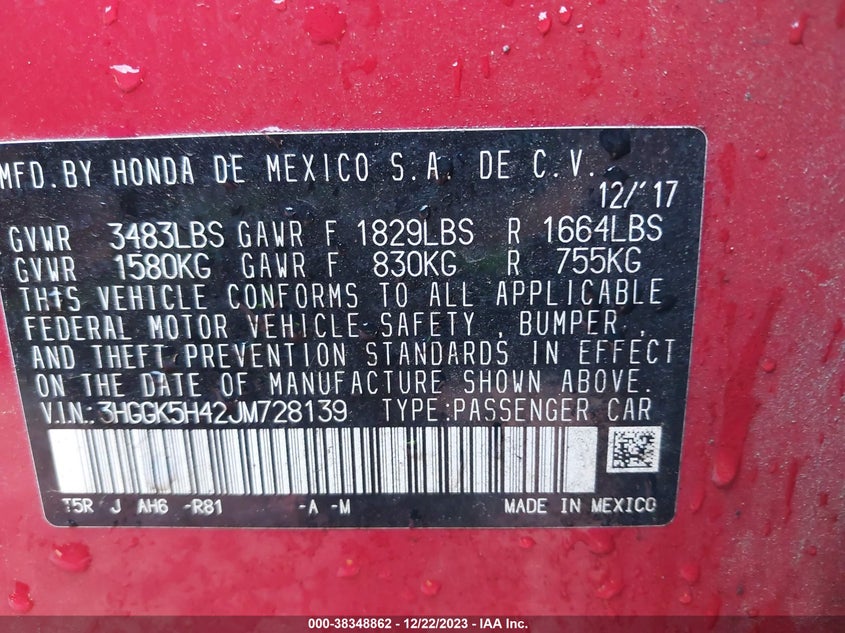 MFD. BY HONDA DE MEXICO S.A. DE C.V.
12/'17
GVWR 3483LBS GAWR F 1829LBS R 1664LBS
GVWR 1580KG GAWR F 830KG R 755KG
THIS VEHICLE CONFORMS TO ALL APPLICABLE
FEDERAL MOTOR VEHICLE SAFETY , BUMPER ,
AND THEFT PREVENTION STANDARDS IN EFFECT
ON THE DATE OF MANUFACTURE SHOWN ABOVE.
V.I.N.: 3HGGK5H42JM728139 TYPE:PASSENGER CAR
T5R J AH6 -R81 -A -M MADE IN MEXICO
000-38348862 - 12/22/2023 - IAA Inc.